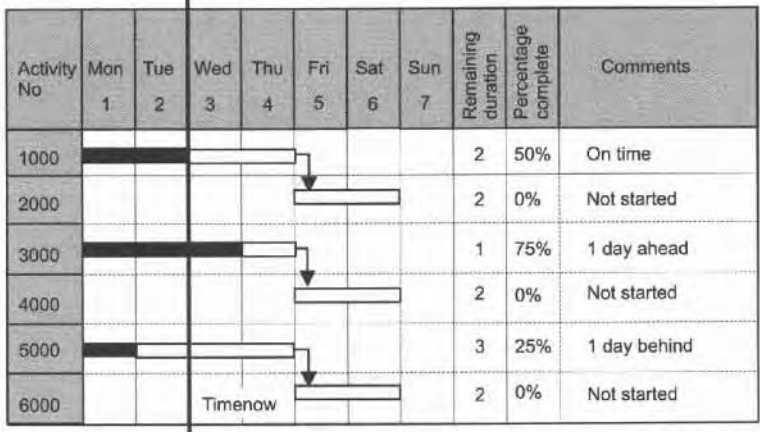 Activity No Mon 1 Tue 2 Wed 3 Thu 4 Fri 5 Sat 6 Sun 7 Remaining duration Percentage complete Comments
1000 2 50% On time
2000 2 0% Not started
3000 1 75% 1 day ahead
4000 2 0% Not started
5000 3 25% 1 day behind
6000 Timenow 2 0% Not started